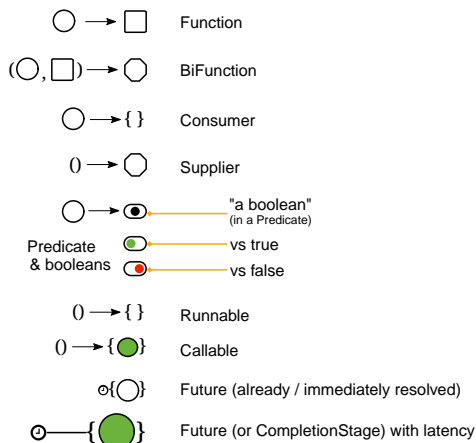 Function
( , ) BiFunction
{ } Consumer
() Supplier
"a boolean"
(in a Predicate)
Predicate
& booleans
vs true
vs false
() { } Runnable
() { } Callable
{ } Future (already / immediately resolved)
{ } Future (or CompletionStage) with latency